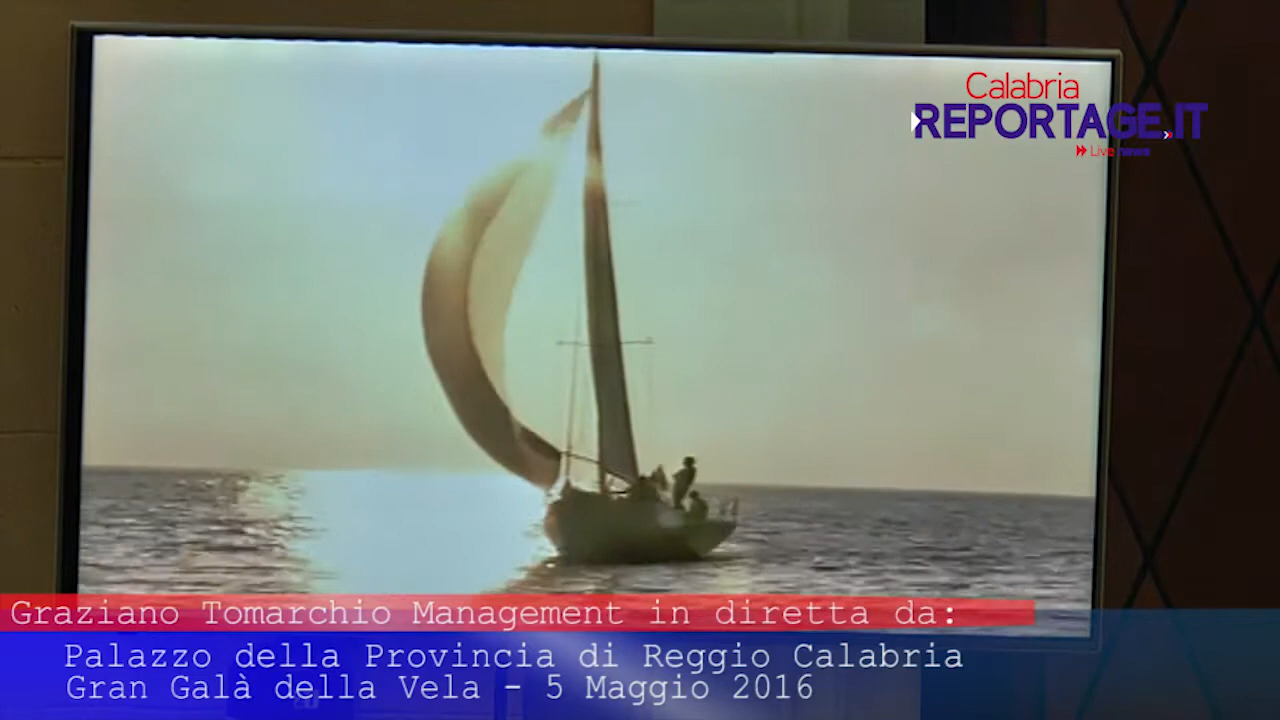 Calabria
REPORTAGE.IT
Live news
Graziano Tomarchio Management in diretta da:
Palazzo della Provincia di Reggio Calabria
Gran Galà della Vela - 5 Maggio 2016